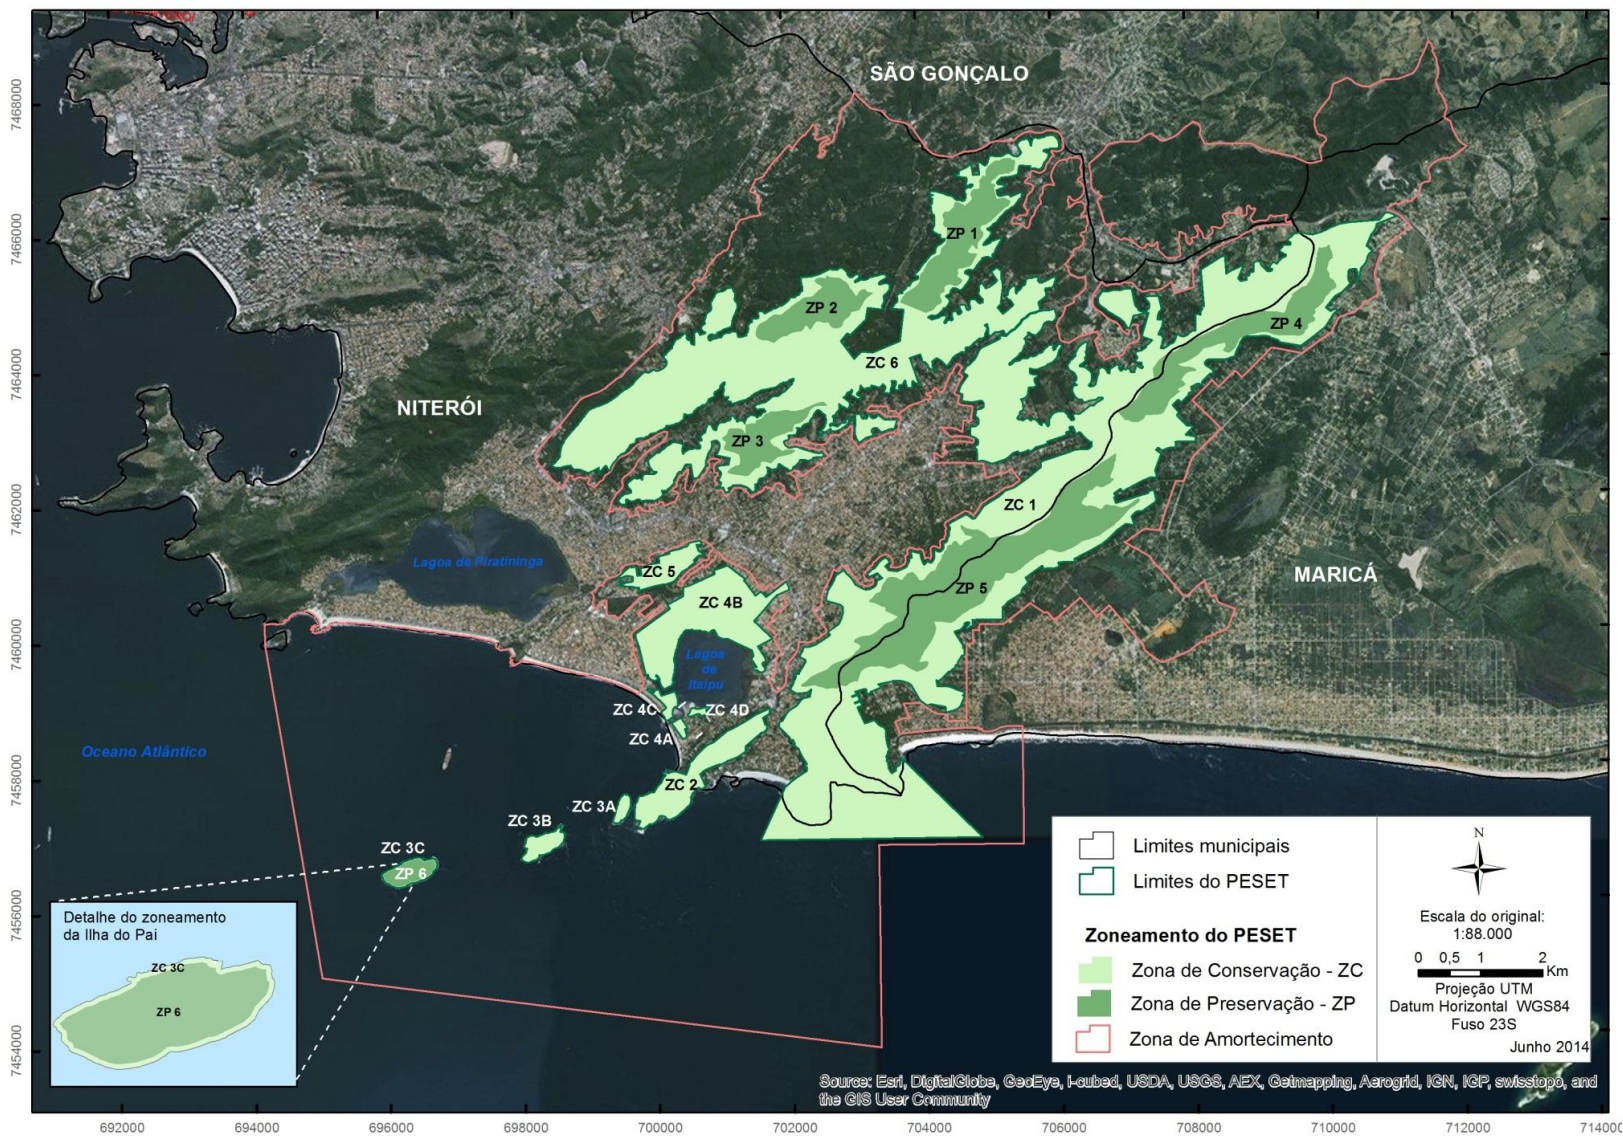 SÃO GONÇALO
ZP 1
ZP 2
ZP 4
ZC 6
NITERÓI
ZP 3
ZC 1
Lagoa de Piratininga
ZC 5
MARICÁ
ZP 5
ZC 4B
Lagoa
de
Itaipu
ZC 4C
ZC 4D
ZC 4A
Oceano Atlântico
ZC 2
ZC 3A
ZC 3B
ZC 3C
ZP 6
Detalhe do zoneamento
da Ilha do Pai
ZC 3C
ZP 6
Limites municipais
Limites do PESET
Zoneamento do PESET
Zona de Conservação - ZC
Zona de Preservação - ZP
Zona de Amortecimento
N
Escala do original:
1:88.000
0 0,5 1 2
Km
Projeção UTM
Datum Horizontal WGS84
Fuso 23S
Junho 2014
Source: Esri, DigitalGlobe, GeoEye, i-cubed, USDA, USGS, AEX, Getmapping, Aerogrid, IGN, IGP, swisstopo, and
the GIS User Community
7468000
7466000
7464000
7462000
7460000
7458000
7456000
7454000
692000 694000 696000 698000 700000 702000 704000 706000 708000 710000 712000 714000